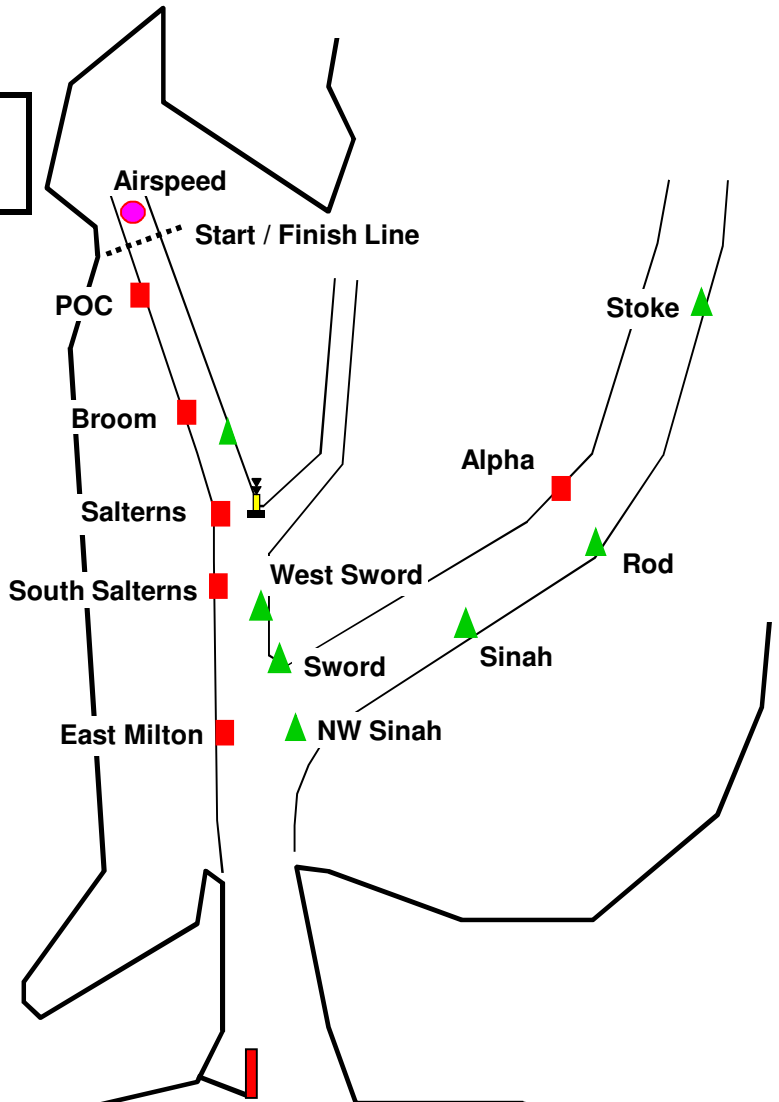 Airspeed
Start / Finish Line
POC
Stoke
Broom
Alpha
Salterns
Rod
West Sword
South Salterns
Sinah
Sword
NW Sinah
East Milton